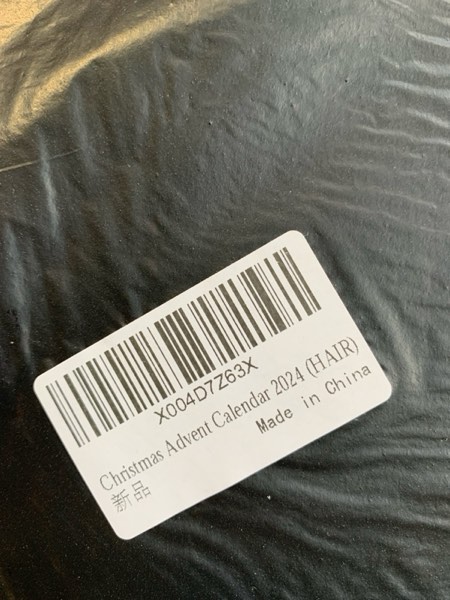 X004D7Z63X
Christmas Advent Calendar 2024 (HAIR)
新品
Made in China